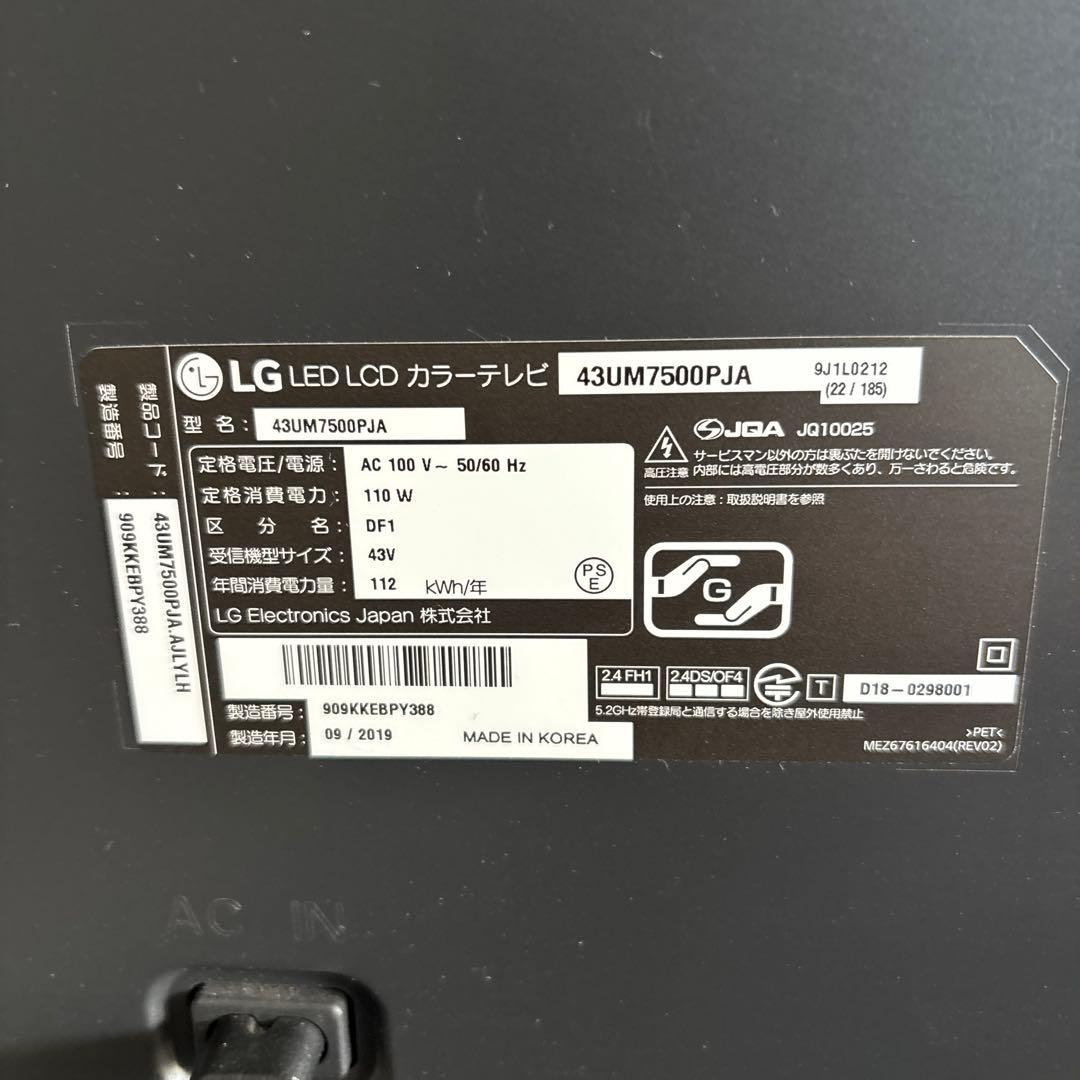 LG LED LCD カラーテレビ 43UM7500PJA 9J1L0212
(22 / 185)
型 名: 43UM7500PJA
定格電圧/電源: AC 100 V~ 50/60 Hz
定格消費電力: 110 W
区 分 名: DF1
受信機型サイズ: 43V
年間消費電力量: 112 kWh/年
PS
E
LG Electronics Japan 株式会社
JQA JQ10025
高圧注意
サービスマン以外の方は裏ぶたを開けないでください。
内部には高電圧部分が数多くあり、万一さわると危険です。
使用上の注意:取扱説明書を参照
G
製品コード: 43UM7500PJA.AJLYLH
製造番号: 909KKEBPY388
製造番号: 909KKEBPY388
製造年月: 09 / 2019 MADE IN KOREA
2.4 FH1 2.4DS/OF4 T D18-0298001
5.2GHz帯登録局と通信する場合を除き屋外使用禁止
>PET<
MEZ67616404(REV02)
AC IN